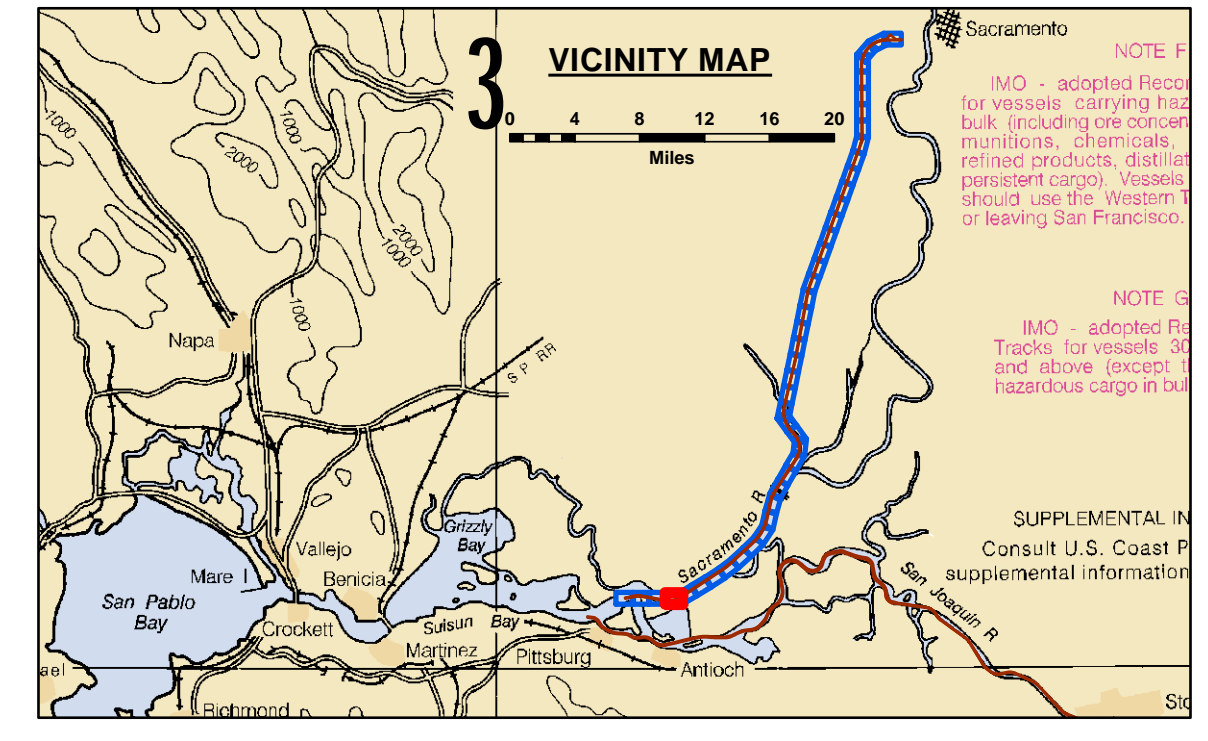 3
VICINITY MAP
0 4 8 12 16 20
Miles
Sacramento
NOTE F
IMO - adopted Recor
for vessels carrying haz
bulk (including ore concen
munitions, chemicals,
refined products, distillat
persistent cargo). Vessels
should use the Western T
or leaving San Francisco.
NOTE G
IMO - adopted Re
Tracks for vessels 30
and above (except t
hazardous cargo in bul
1000
2000
1000
2000
1000
1000
Napa
S P RR
Grizzly
Bay
Sacramento R
SUPPLEMENTAL IN
Consult U.S. Coast P
supplemental information
San Joaquin R
Vallejo
Mare I
Benicia
San Pablo
Bay
Crockett
Suisun Bay
Martinez
Pittsburg
Antioch
ael
Richmond
Sto